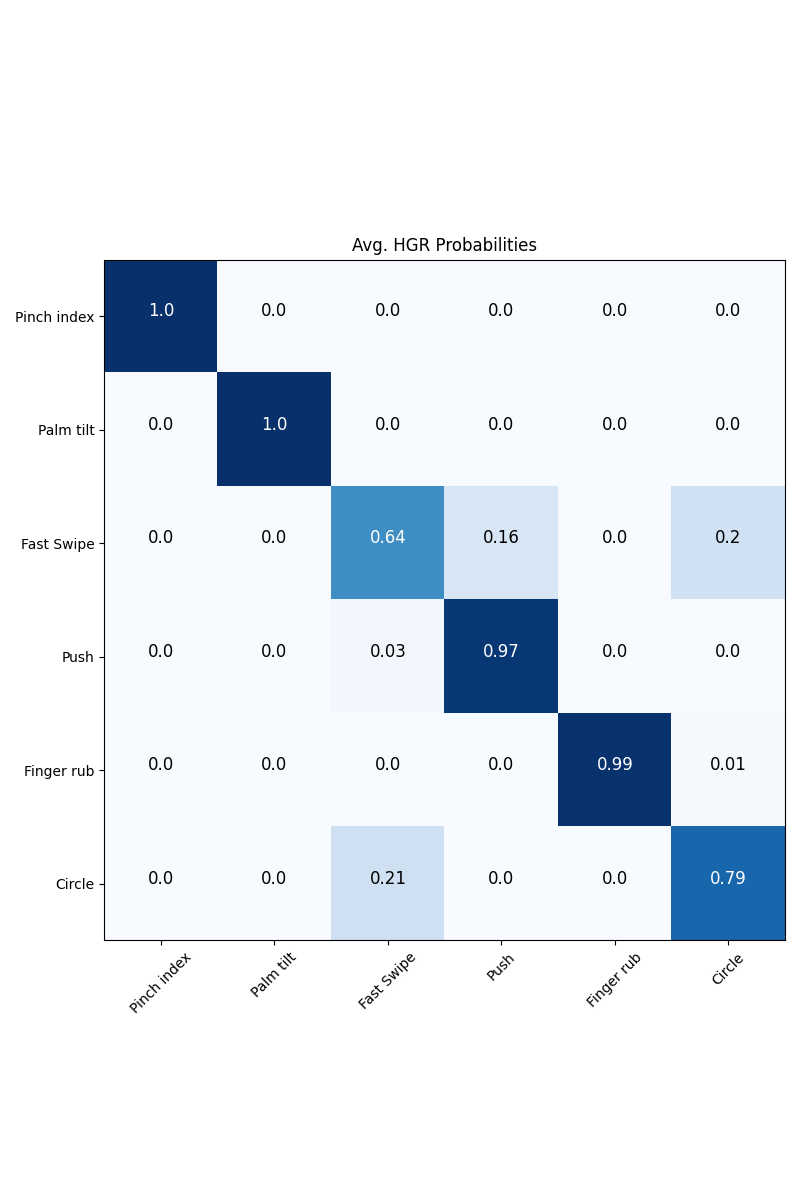 Avg. HGR Probabilities
Pinch index 1.0 0.0 0.0 0.0 0.0 0.0
Palm tilt 0.0 1.0 0.0 0.0 0.0 0.0
Fast Swipe 0.0 0.0 0.64 0.16 0.0 0.2
Push 0.0 0.0 0.03 0.97 0.0 0.0
Finger rub 0.0 0.0 0.0 0.0 0.99 0.01
Circle 0.0 0.0 0.21 0.0 0.0 0.79
Pinch index Palm tilt Fast Swipe Push Finger rub Circle